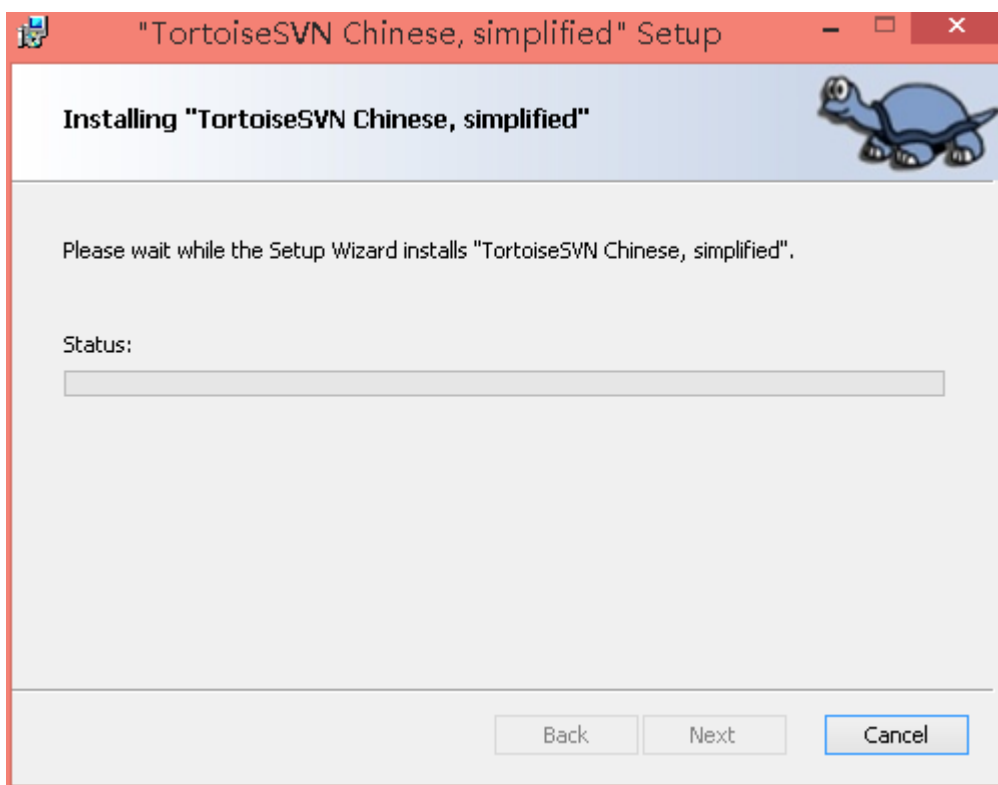 "TortoiseSVN Chinese, simplified" Setup
Installing "TortoiseSVN Chinese, simplified"
Please wait while the Setup Wizard installs "TortoiseSVN Chinese, simplified".
Status:
Back Next Cancel